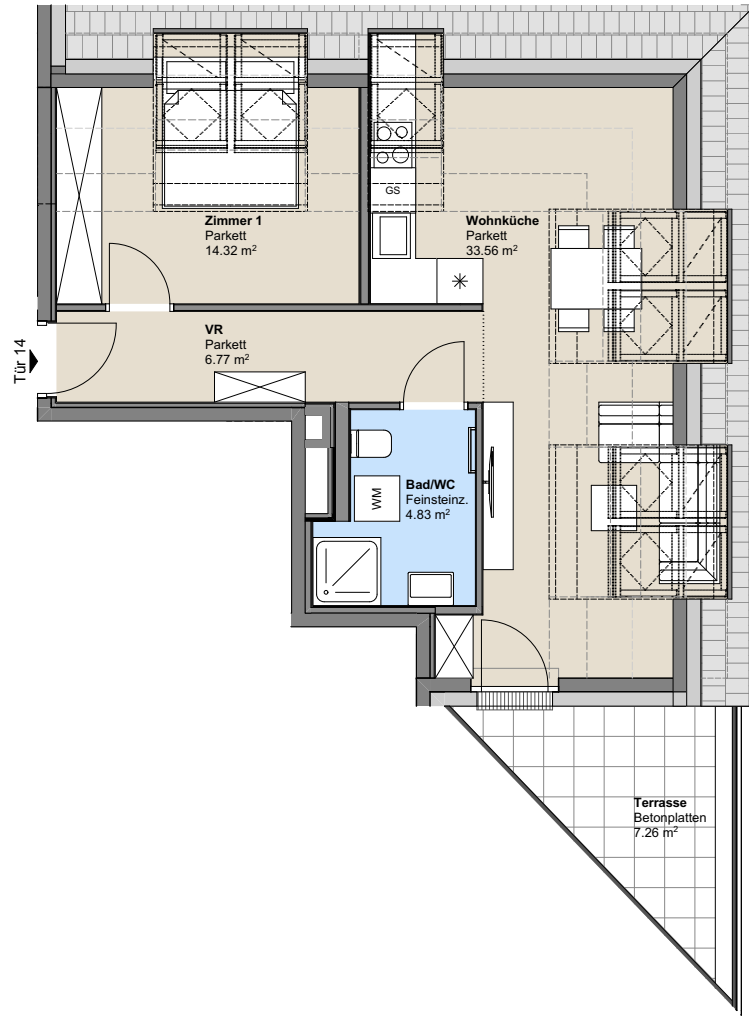 GS
Zimmer 1
Parkett
14.32 m²
Wohnküche
Parkett
33.56 m²
VR
Parkett
6.77 m²
Tür 14
Bad/WC
Feinsteinz.
4.83 m²
WM
Terrasse
Betonplatten
7.26 m²